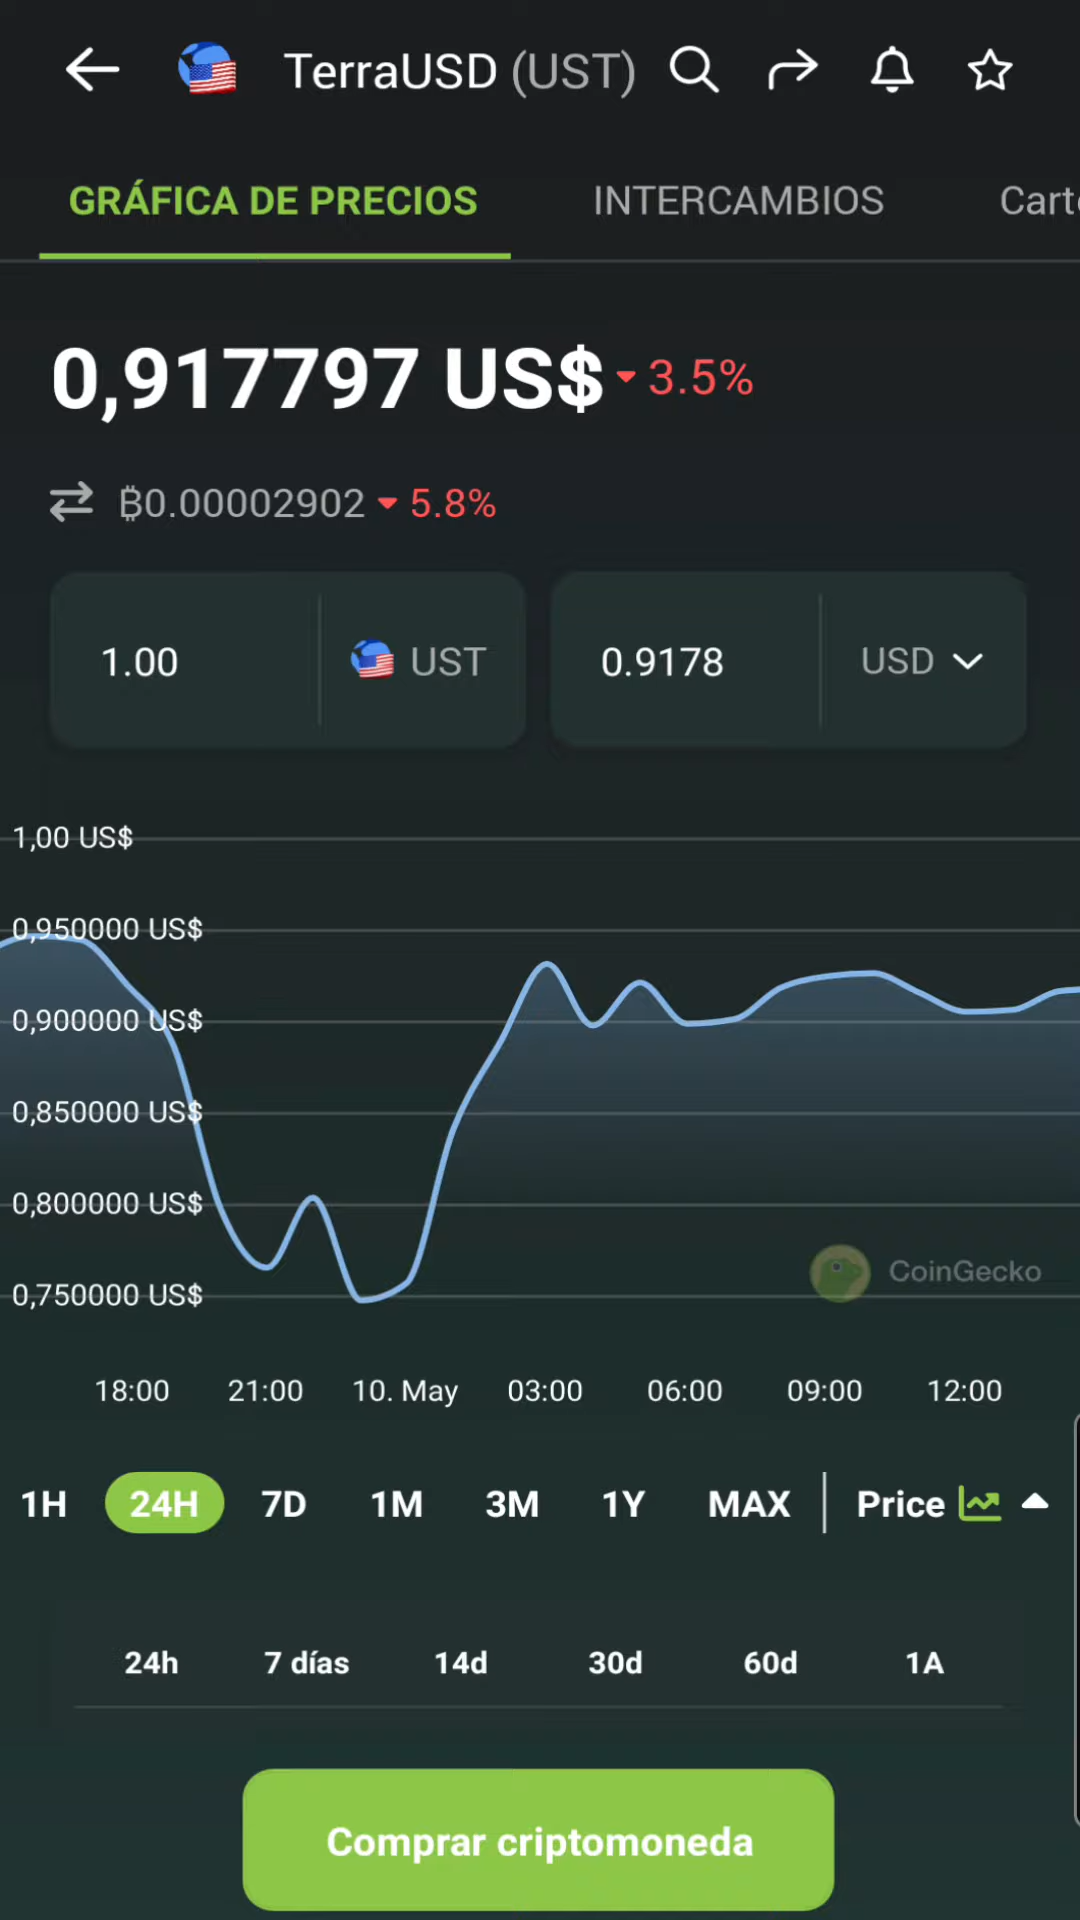 TerraUSD (UST)
GRÁFICA DE PRECIOS INTERCAMBIOS
0,917797 US$ 3.5%
₿0.00002902 5.8%
1.00 UST 0.9178 USD
1,00 US$
0,950000 US$
0,900000 US$
0,850000 US$
0,800000 US$
0,750000 US$
CoinGecko
18:00 21:00 10. May 03:00 06:00 09:00 12:00
1H 24H 7D 1M 3M 1Y MAX Price
24h 7 días 14d 30d 60d 1A
Comprar criptomoneda